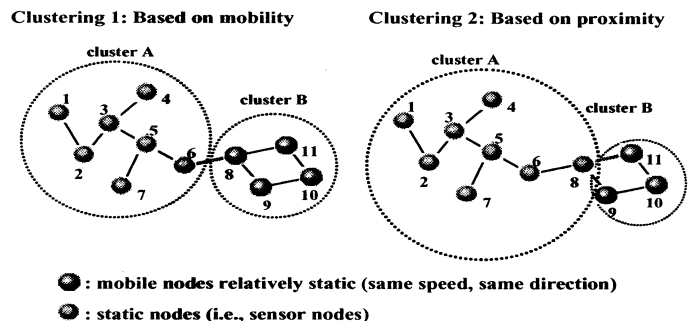 Clustering 1: Based on mobility
Clustering 2: Based on proximity
cluster A
cluster B
1
2
3
4
5
6
7
8
9
10
11
cluster A
cluster B
1
2
3
4
5
6
7
8
9
10
11
: mobile nodes relatively static (same speed, same direction)
: static nodes (i.e., sensor nodes)